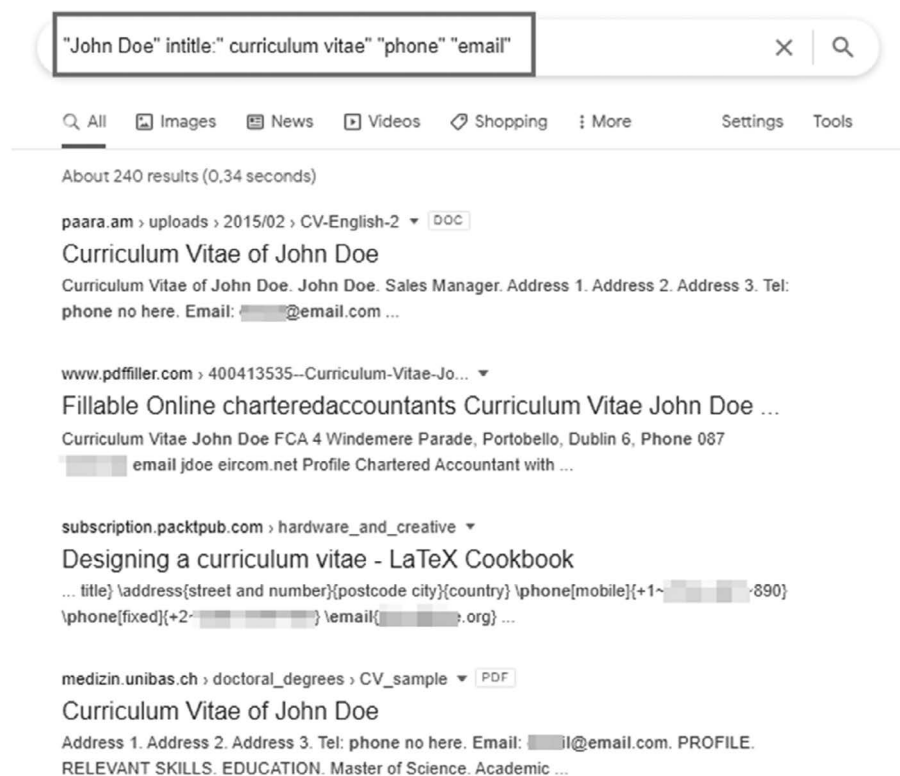 "John Doe" intitle:" curriculum vitae" "phone" "email"
All Images News Videos Shopping More Settings Tools
About 240 results (0,34 seconds)
paara.am › uploads › 2015/02 › CV-English-2 DOC
Curriculum Vitae of John Doe
Curriculum Vitae of John Doe. John Doe. Sales Manager. Address 1. Address 2. Address 3. Tel:
phone no here. Email: @email.com ...
www.pdffiller.com › 400413535--Curriculum-Vitae-Jo...
Fillable Online charteredaccountants Curriculum Vitae John Doe ...
Curriculum Vitae John Doe FCA 4 Windemere Parade, Portobello, Dublin 6, Phone 087
email jdoe eircom.net Profile Chartered Accountant with ...
subscription.packtpub.com › hardware_and_creative
Designing a curriculum vitae - LaTeX Cookbook
... title} \address{street and number}{postcode city}{country} \phone[mobile]{+1~ ~890}
\phone[fixed]{+2~ } \email{ .org} ...
medizin.unibas.ch › doctoral_degrees › CV_sample PDF
Curriculum Vitae of John Doe
Address 1. Address 2. Address 3. Tel: phone no here. Email: il@email.com. PROFILE.
RELEVANT SKILLS. EDUCATION. Master of Science. Academic ...